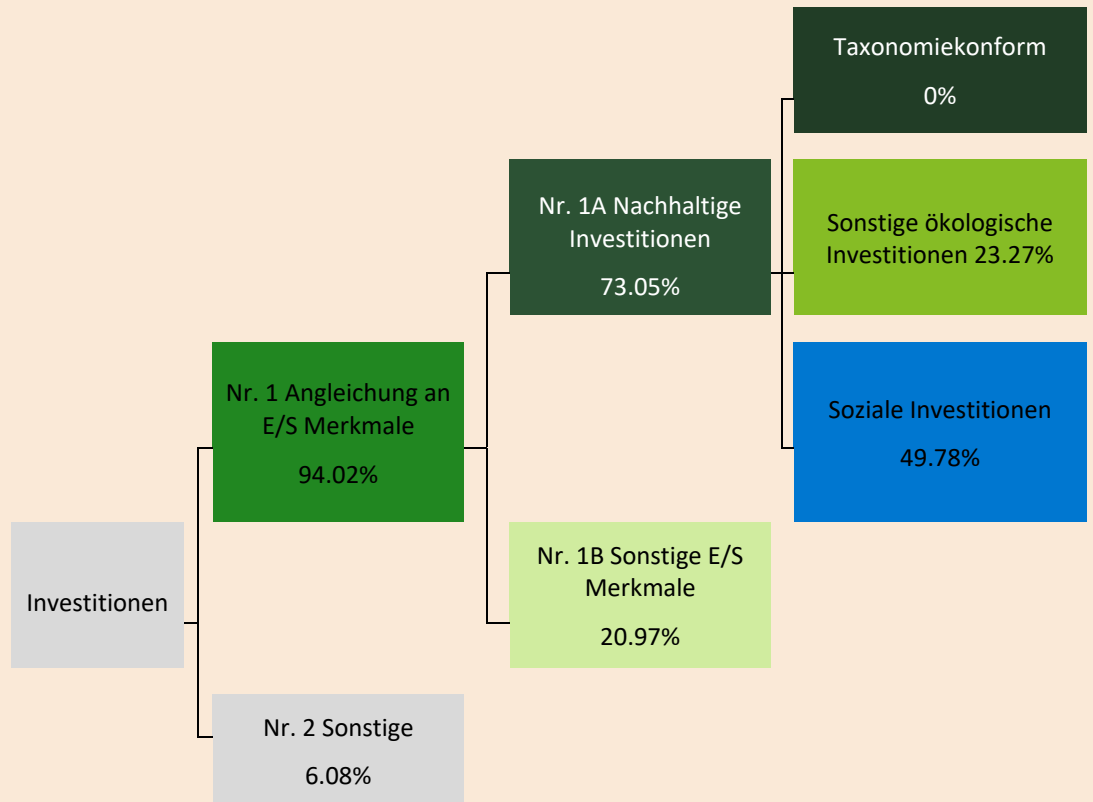 Taxonomiekonform
0%
Nr. 1A Nachhaltige
Investitionen
73.05%
Sonstige ökologische
Investitionen 23.27%
Nr. 1 Angleichung an
E/S Merkmale
94.02%
Soziale Investitionen
49.78%
Investitionen
Nr. 1B Sonstige E/S
Merkmale
20.97%
Nr. 2 Sonstige
6.08%